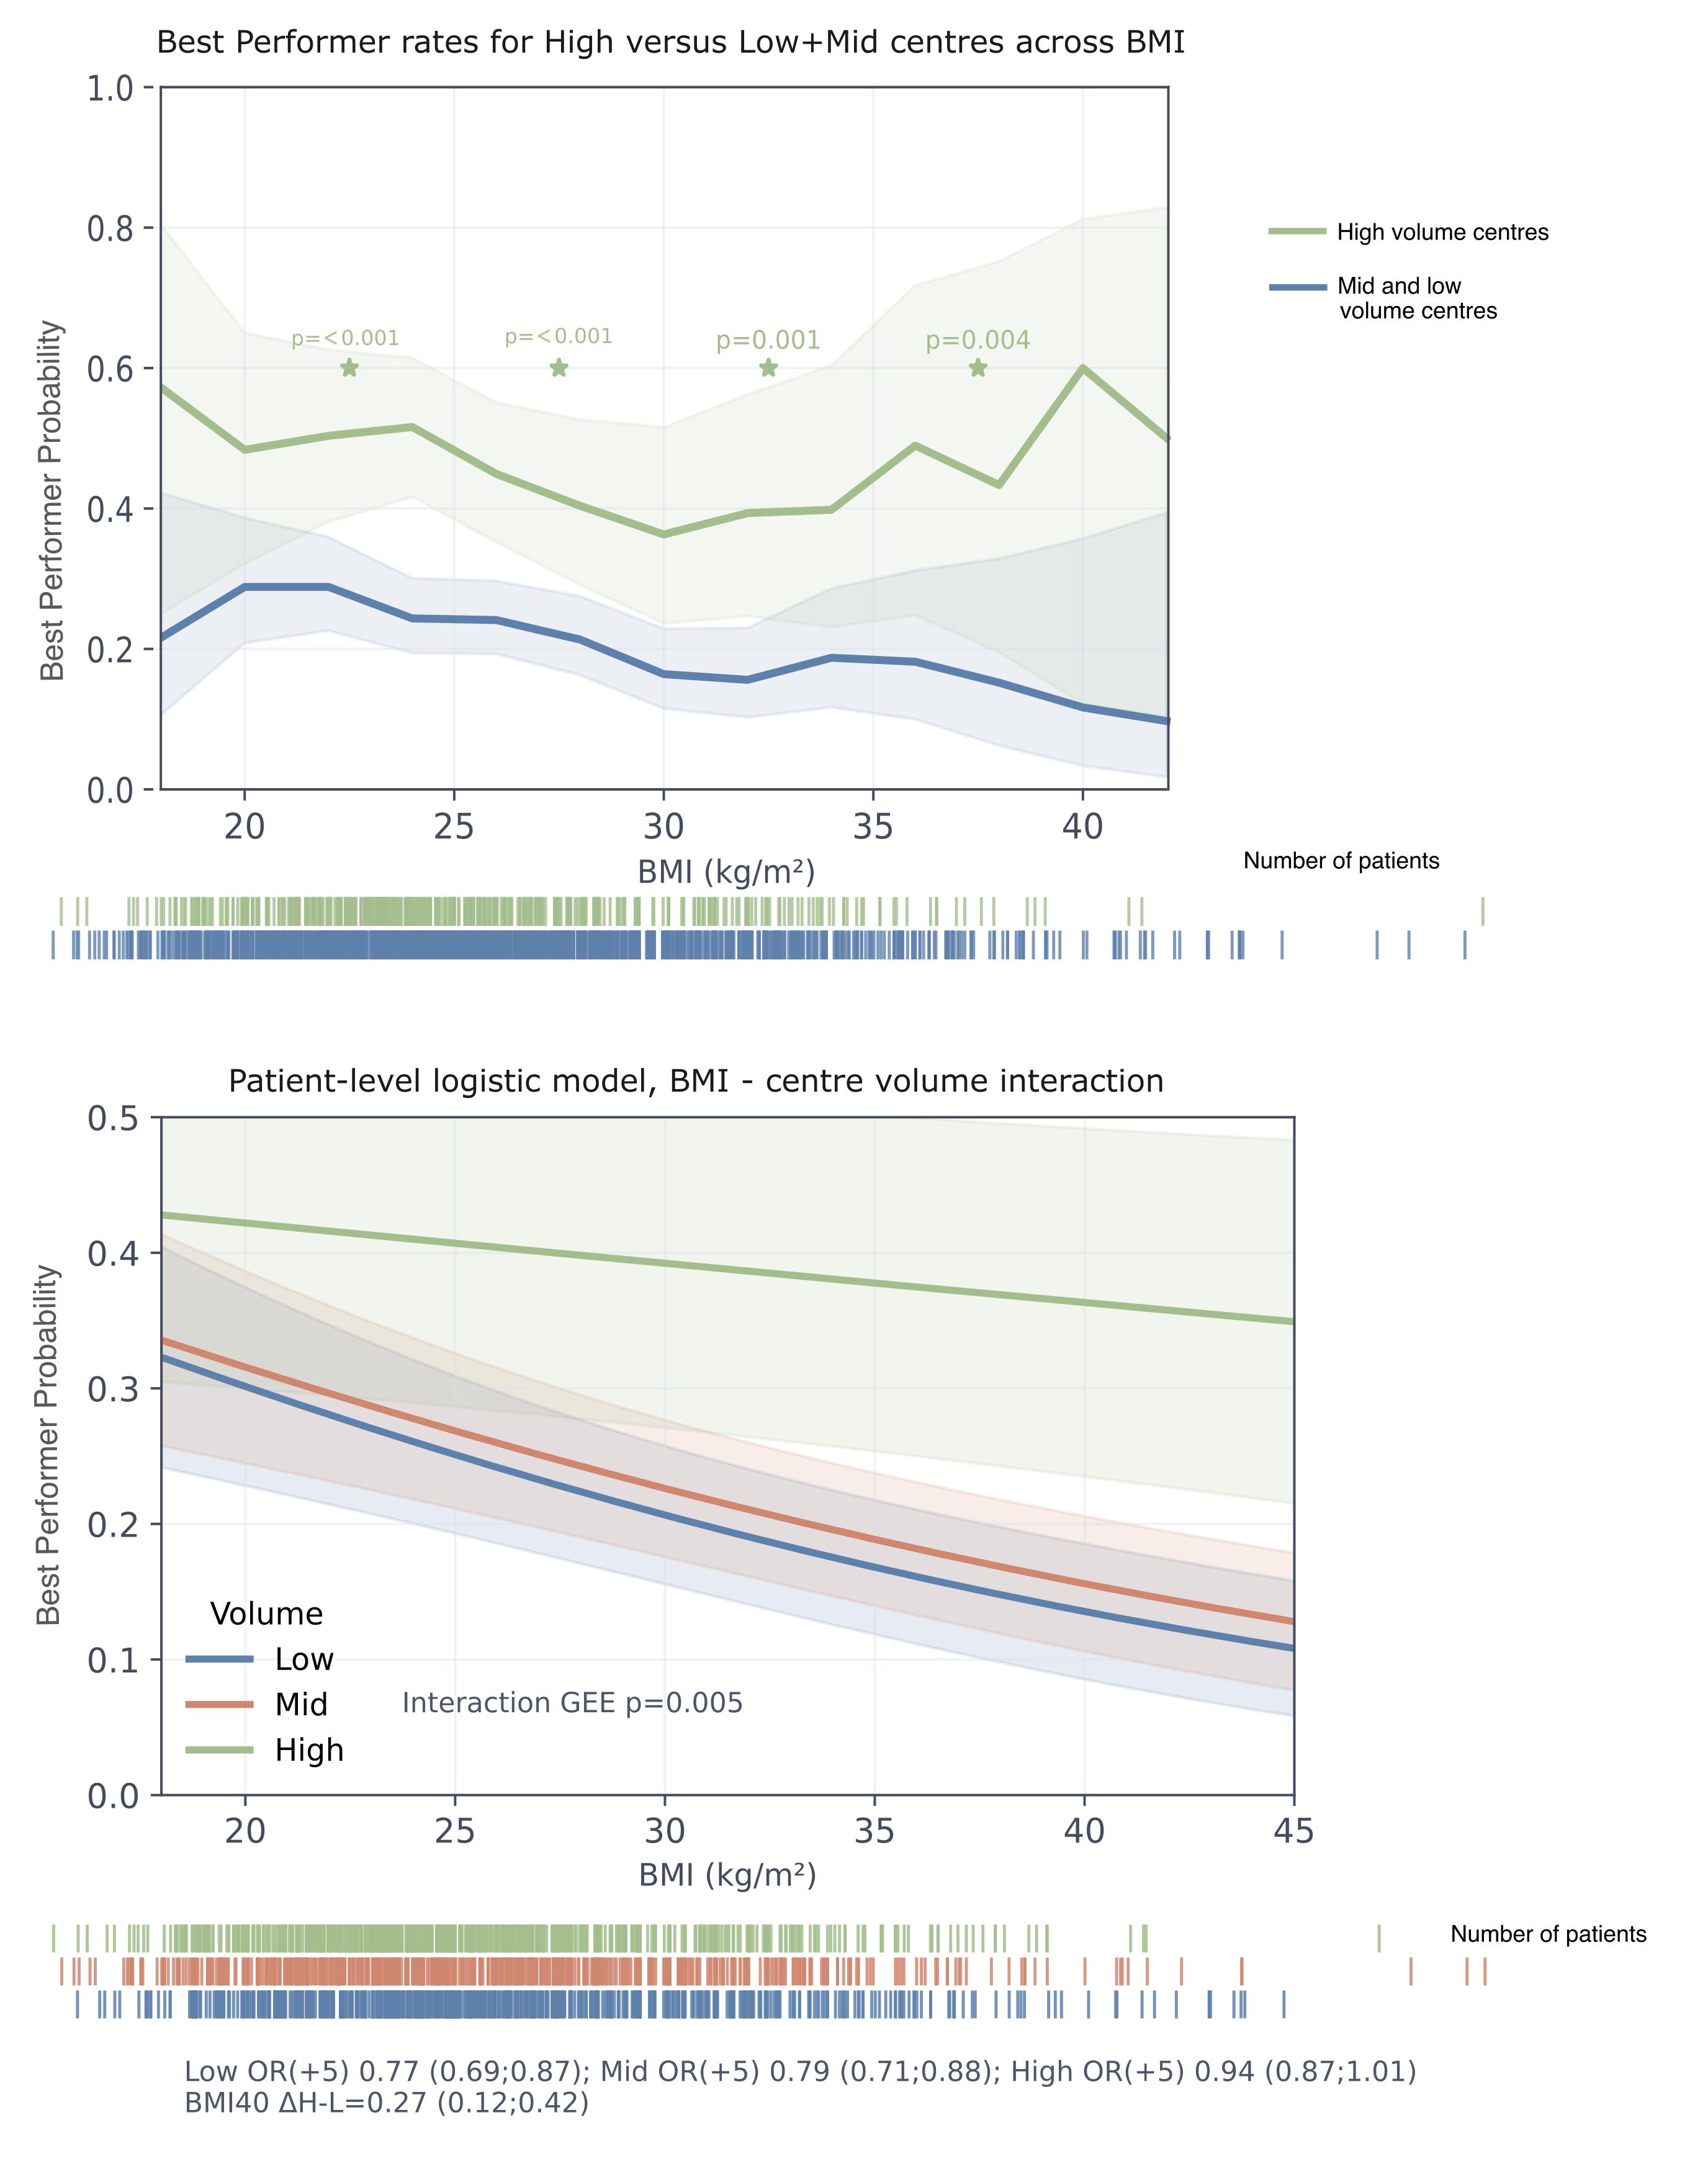 Best Performer rates for High versus Low+Mid centres across BMI
1.0
0.8
0.6
0.4
0.2
0.0
Best Performer Probability
p=<0.001
p=<0.001
p=0.001
p=0.004
High volume centres
Mid and low
volume centres
20
25
30
35
40
BMI (kg/m²)
Number of patients
Patient-level logistic model, BMI - centre volume interaction
0.5
0.4
0.3
0.2
0.1
0.0
Best Performer Probability
Volume
Low
Mid
High
Interaction GEE p=0.005
20
25
30
35
40
45
BMI (kg/m²)
Number of patients
Low OR(+5) 0.77 (0.69;0.87); Mid OR(+5) 0.79 (0.71;0.88); High OR(+5) 0.94 (0.87;1.01)
BMI40 ΔH-L=0.27 (0.12;0.42)